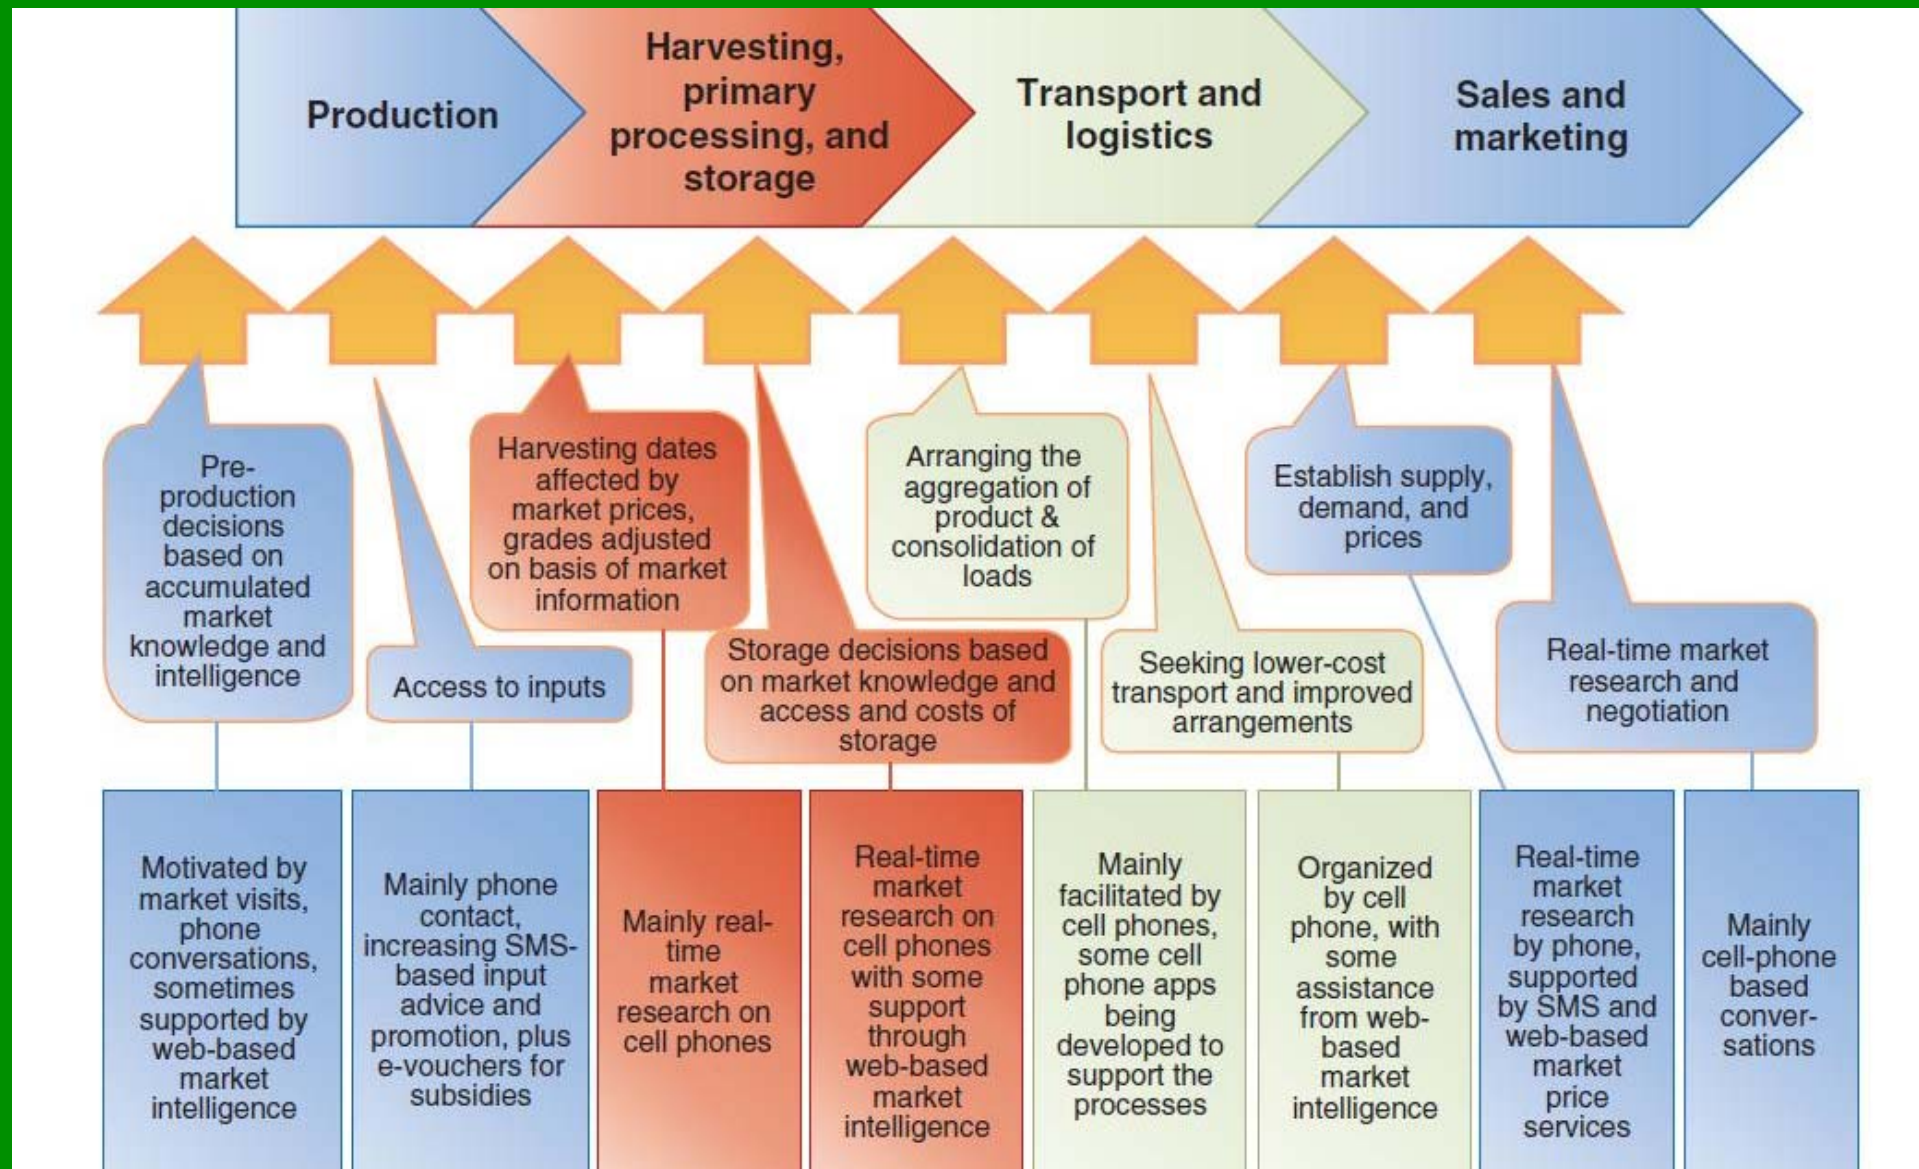 Production
Harvesting,
primary
processing, and
storage
Transport and
logistics
Sales and
marketing
Pre-
production
decisions
based on
accumulated
market
knowledge and
intelligence
Access to inputs
Harvesting dates
affected by
market prices,
grades adjusted
on basis of market
information
Storage decisions based
on market knowledge and
access and costs of
storage
Arranging the
aggregation of
product &
consolidation of
loads
Seeking lower-cost
transport and improved
arrangements
Establish supply,
demand, and
prices
Real-time market
research and
negotiation
Motivated by
market visits,
phone
conversations,
sometimes
supported by
web-based
market
intelligence
Mainly phone
contact,
increasing SMS-
based input
advice and
promotion, plus
e-vouchers for
subsidies
Mainly real-
time
market
research on
cell phones
Real-time
market
research on
cell phones
with some
support
through
web-based
market
intelligence
Mainly
facilitated by
cell phones,
some cell
phone apps
being
developed to
support the
processes
Organized
by cell
phone, with
some
assistance
from web-
based
market
intelligence
Real-time
market
research
by phone,
supported
by SMS and
web-based
market
price
services
Mainly
cell-phone
based
conver-
sations